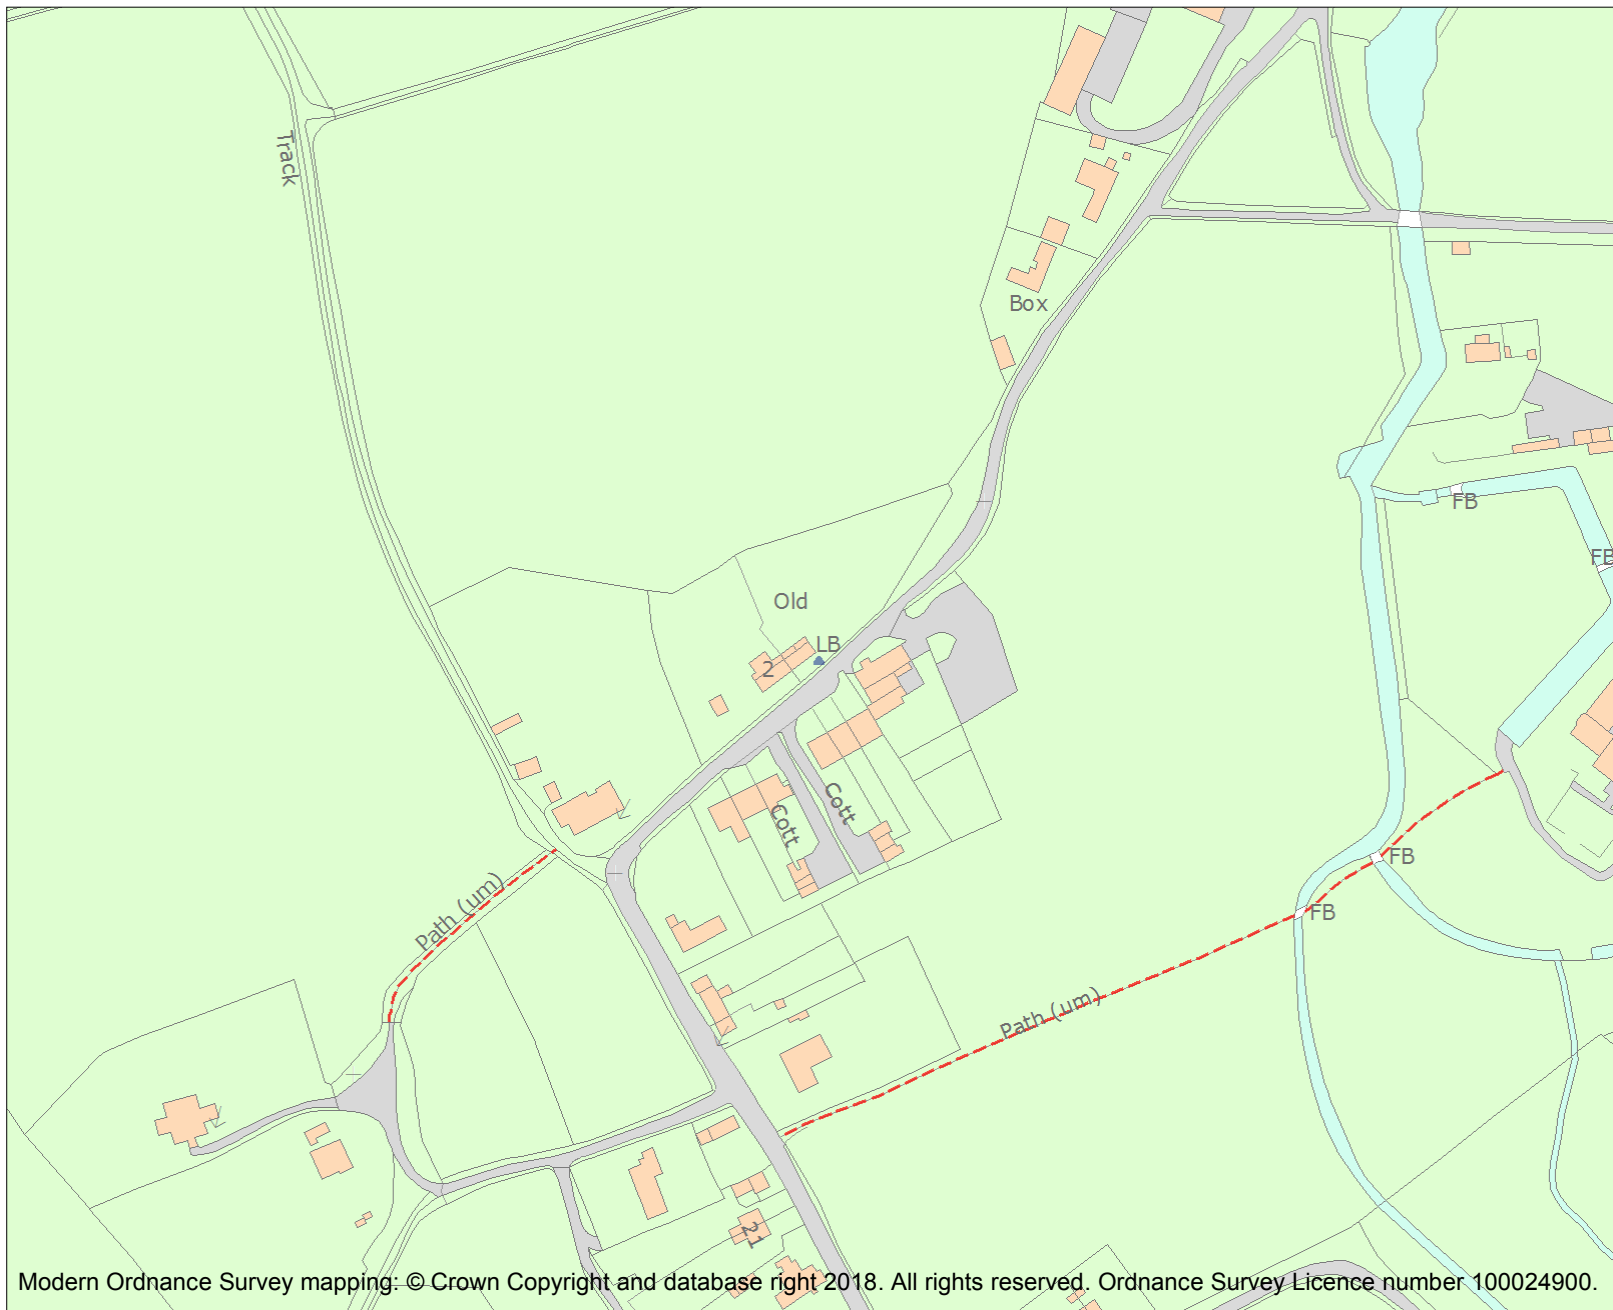 Track
Box
FB
FB
Old
LB
2
Cott
Cott
FB
Path (um)
FB
Path (um)
21
Modern Ordnance Survey mapping: © Crown Copyright and database right 2018. All rights reserved. Ordnance Survey Licence number 100024900.